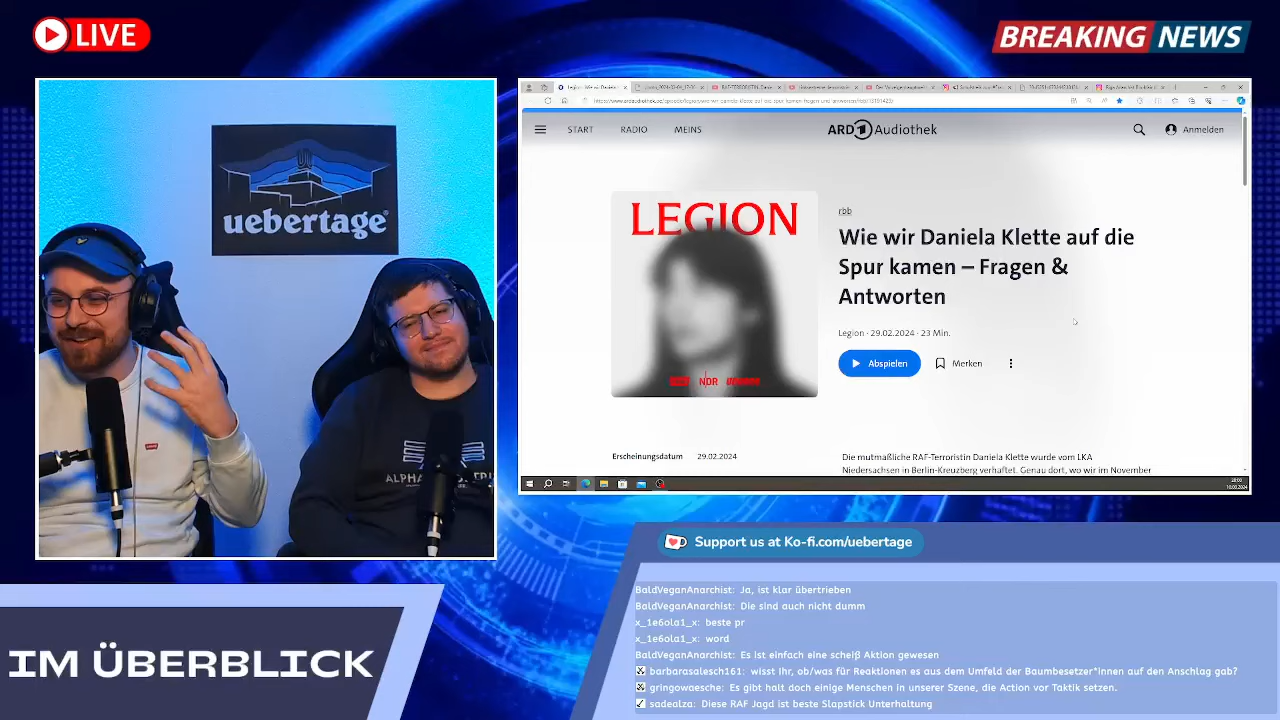 LIVE
BREAKING NEWS
uebertage
START
RADIO
MEINS
ARD Audiothek
Anmelden
LEGION
NDR
rbb
Wie wir Daniela Klette auf die
Spur kamen – Fragen &
Antworten
Legion · 29.02.2024 · 23 Min.
Abspielen
Merken
Erscheinungsdatum
29.02.2024
Die mutmaßliche RAF-Terroristin Daniela Klette wurde vom LKA
Niedersachsen in Berlin-Kreuzberg verhaftet. Genau dort, wo wir im November
Support us at Ko-fi.com/uebertage
BaldVeganAnarchist: Ja, ist klar übertrieben
BaldVeganAnarchist: Die sind auch nicht dumm
x_1e6ola1_x: beste pr
x_1e6ola1_x: word
BaldVeganAnarchist: Es ist einfach eine scheiß Aktion gewesen
barbarasalesch161: wisst Ihr, ob/was für Reaktionen es aus dem Umfeld der Baumbesetzer*innen auf den Anschlag gab?
gringowaesche: Es gibt halt doch einige Menschen in unserer Szene, die Action vor Taktik setzen.
sadealza: Diese RAF Jagd ist beste Slapstick Unterhaltung
IM ÜBERBLICK